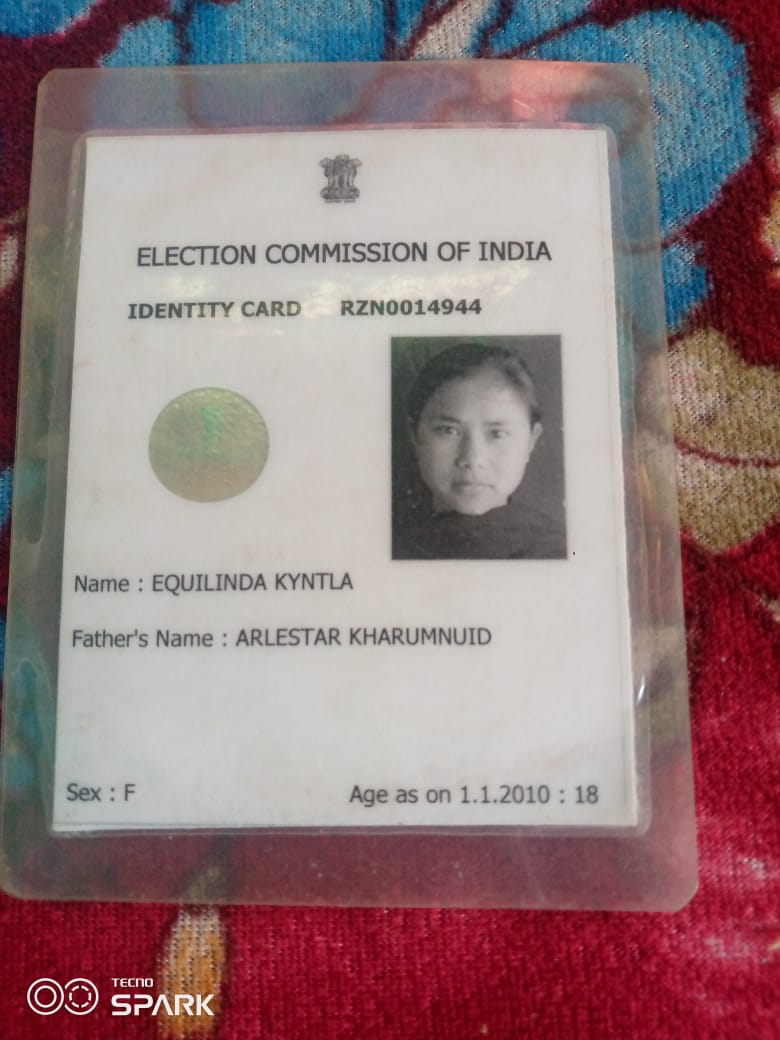 ELECTION COMMISSION OF INDIA
IDENTITY CARD RZN0014944
Name : EQUILINDA KYNTLA
Father's Name : ARLESTAR KHARUMNUID
Sex : F Age as on 1.1.2010 : 18
TECNO
SPARK